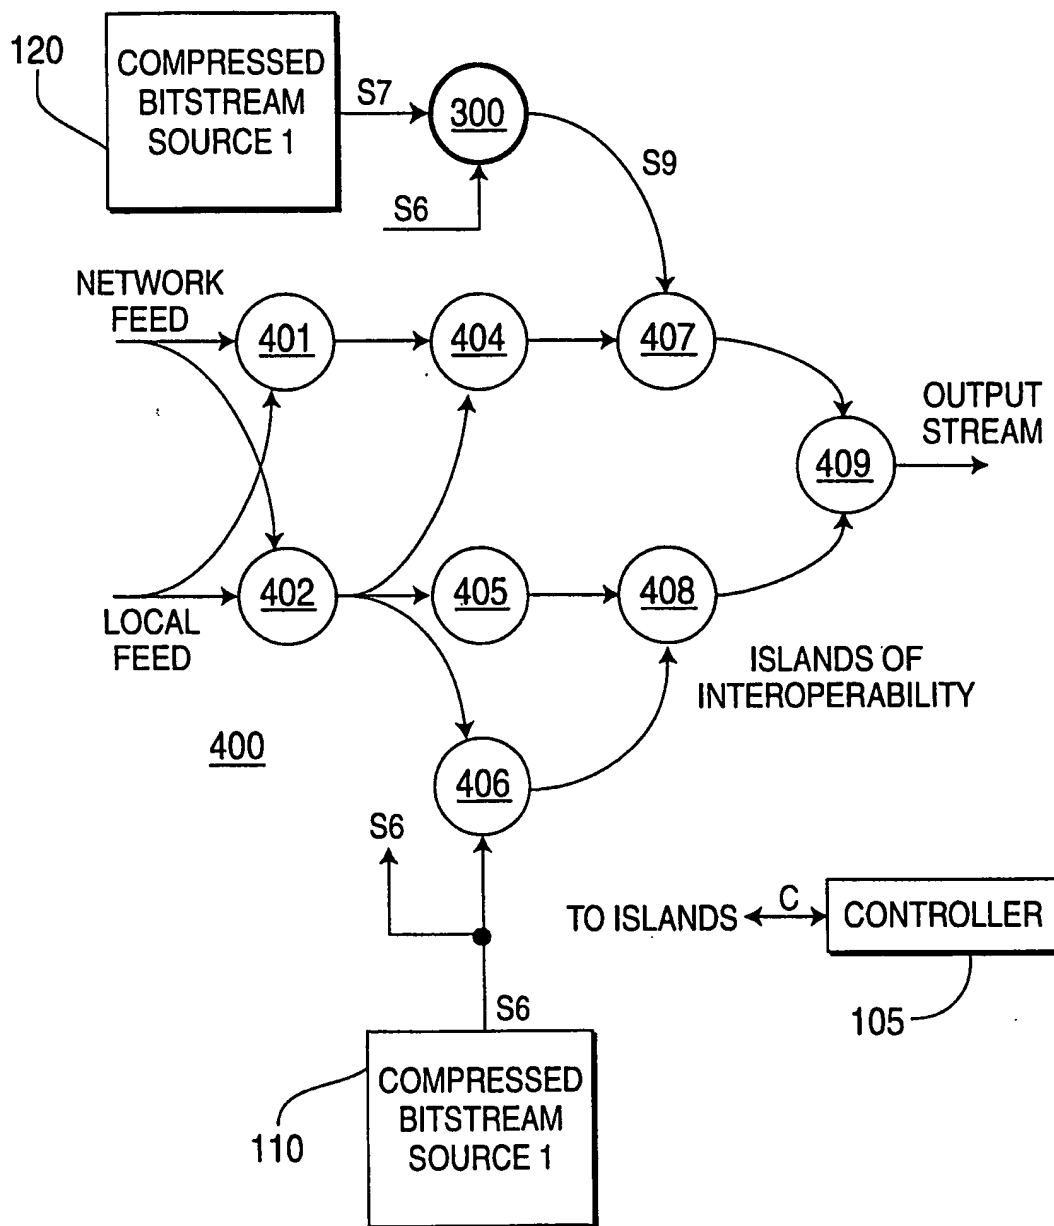 120
COMPRESSED
BITSTREAM
SOURCE 1
S7
300
S9
S6
NETWORK
FEED
401
404
407
OUTPUT
STREAM
409
402
405
408
LOCAL
FEED
ISLANDS OF
INTEROPERABILITY
400
406
S6
TO ISLANDS
C
CONTROLLER
105
S6
110
COMPRESSED
BITSTREAM
SOURCE 1